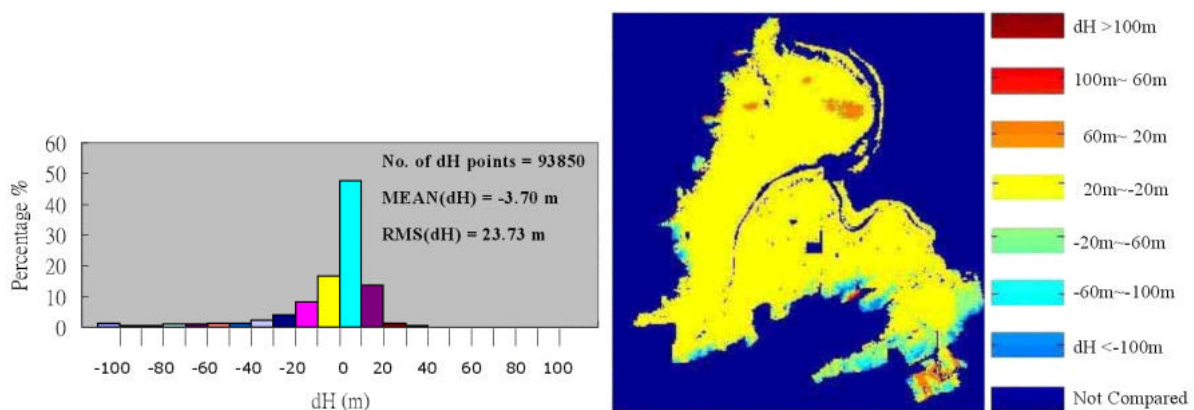 60
50
40
30
20
10
0
Percentage %
No. of dH points = 93850
MEAN(dH) = -3.70 m
RMS(dH) = 23.73 m
-100 -80 -60 -40 -20 0 20 40 60 80 100
dH (m)
dH >100m
100m~ 60m
60m~ 20m
20m~-20m
-20m~-60m
-60m~-100m
dH <-100m
Not Compared